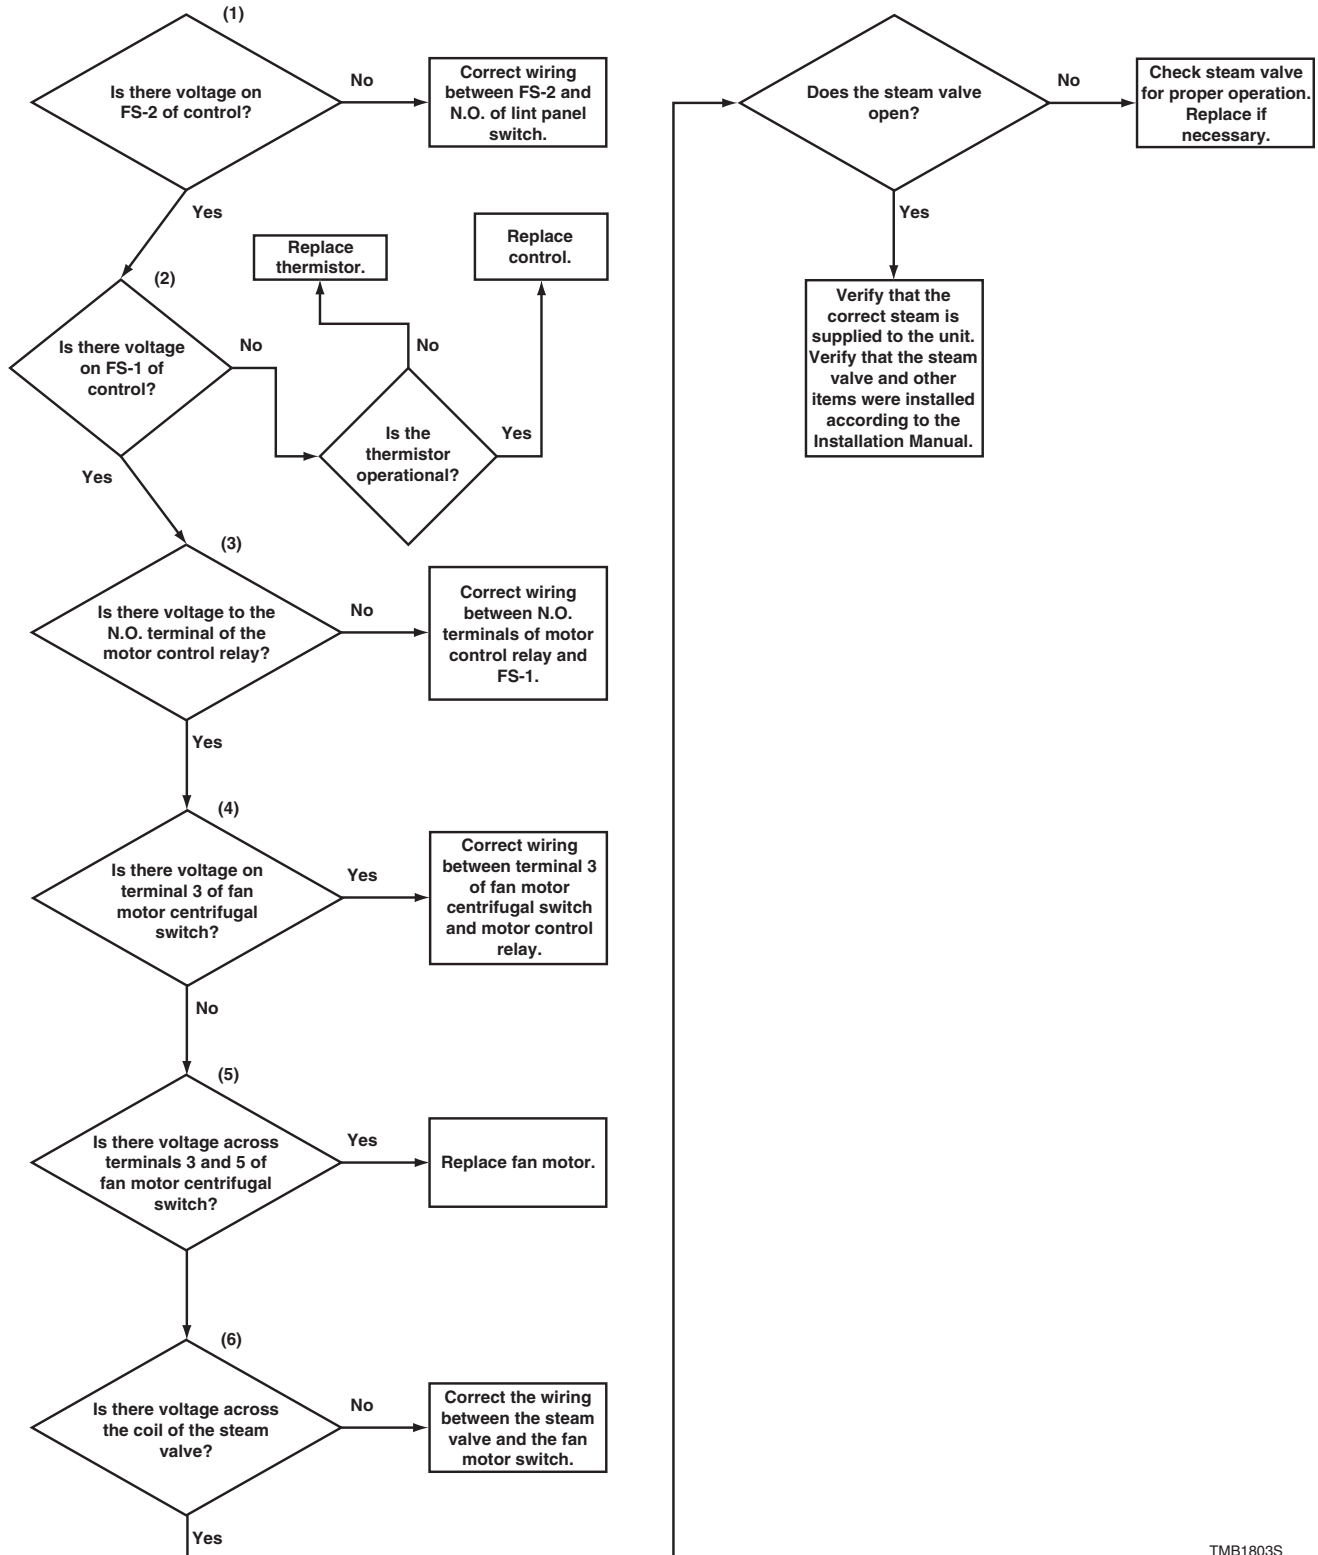 (1)
Is there voltage on
FS-2 of control?
No
Correct wiring
between FS-2 and
N.O. of lint panel
switch.
Yes
(2)
Is there voltage
on FS-1 of
control?
No
Replace
thermistor.
Replace
control.
No
Is the
thermistor
operational?
Yes
Yes
(3)
Is there voltage to the
N.O. terminal of the
motor control relay?
No
Correct wiring
between N.O.
terminals of motor
control relay and
FS-1.
Yes
(4)
Is there voltage on
terminal 3 of fan
motor centrifugal
switch?
Yes
Correct wiring
between terminal 3
of fan motor
centrifugal switch
and motor control
relay.
No
(5)
Is there voltage across
terminals 3 and 5 of
fan motor centrifugal
switch?
Yes
Replace fan motor.
(6)
Is there voltage across
the coil of the steam
valve?
No
Correct the wiring
between the steam
valve and the fan
motor switch.
Yes
Does the steam valve
open?
No
Check steam valve
for proper operation.
Replace if
necessary.
Yes
Verify that the
correct steam is
supplied to the unit.
Verify that the steam
valve and other
items were installed
according to the
Installation Manual.
TMB1803S